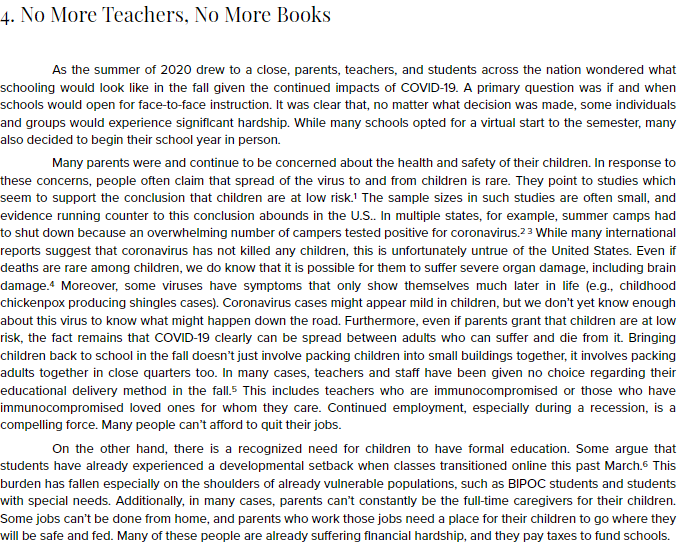 4. No More Teachers, No More Books
As the summer of 2020 drew to a close, parents, teachers, and students across the nation wondered what
schooling would look like in the fall given the continued impacts of COVID-19. A primary question was if and when
schools would open for face-to-face instruction. It was clear that, no matter what decision was made, some individuals
and groups would experience significant hardship. While many schools opted for a virtual start to the semester, many
also decided to begin their school year in person.
Many parents were and continue to be concerned about the health and safety of their children. In response to
these concerns, people often claim that spread of the virus to and from children is rare. They point to studies which
seem to support the conclusion that children are at low risk.¹ The sample sizes in such studies are often small, and
evidence running counter to this conclusion abounds in the U.S.. In multiple states, for example, summer camps had
to shut down because an overwhelming number of campers tested positive for coronavirus.² ³ While many international
reports suggest that coronavirus has not killed any children, this is unfortunately untrue of the United States. Even if
deaths are rare among children, we do know that it is possible for them to suffer severe organ damage, including brain
damage.⁴ Moreover, some viruses have symptoms that only show themselves much later in life (e.g., childhood
chickenpox producing shingles cases). Coronavirus cases might appear mild in children, but we don't yet know enough
about this virus to know what might happen down the road. Furthermore, even if parents grant that children are at low
risk, the fact remains that COVID-19 clearly can be spread between adults who can suffer and die from it. Bringing
children back to school in the fall doesn't just involve packing children into small buildings together, it involves packing
adults together in close quarters too. In many cases, teachers and staff have been given no choice regarding their
educational delivery method in the fall.⁵ This includes teachers who are immunocompromised or those who have
immunocompromised loved ones for whom they care. Continued employment, especially during a recession, is a
compelling force. Many people can't afford to quit their jobs.
On the other hand, there is a recognized need for children to have formal education. Some argue that
students have already experienced a developmental setback when classes transitioned online this past March.⁶ This
burden has fallen especially on the shoulders of already vulnerable populations, such as BIPOC students and students
with special needs. Additionally, in many cases, parents can't constantly be the full-time caregivers for their children.
Some jobs can't be done from home, and parents who work those jobs need a place for their children to go where they
will be safe and fed. Many of these people are already suffering financial hardship, and they pay taxes to fund schools.